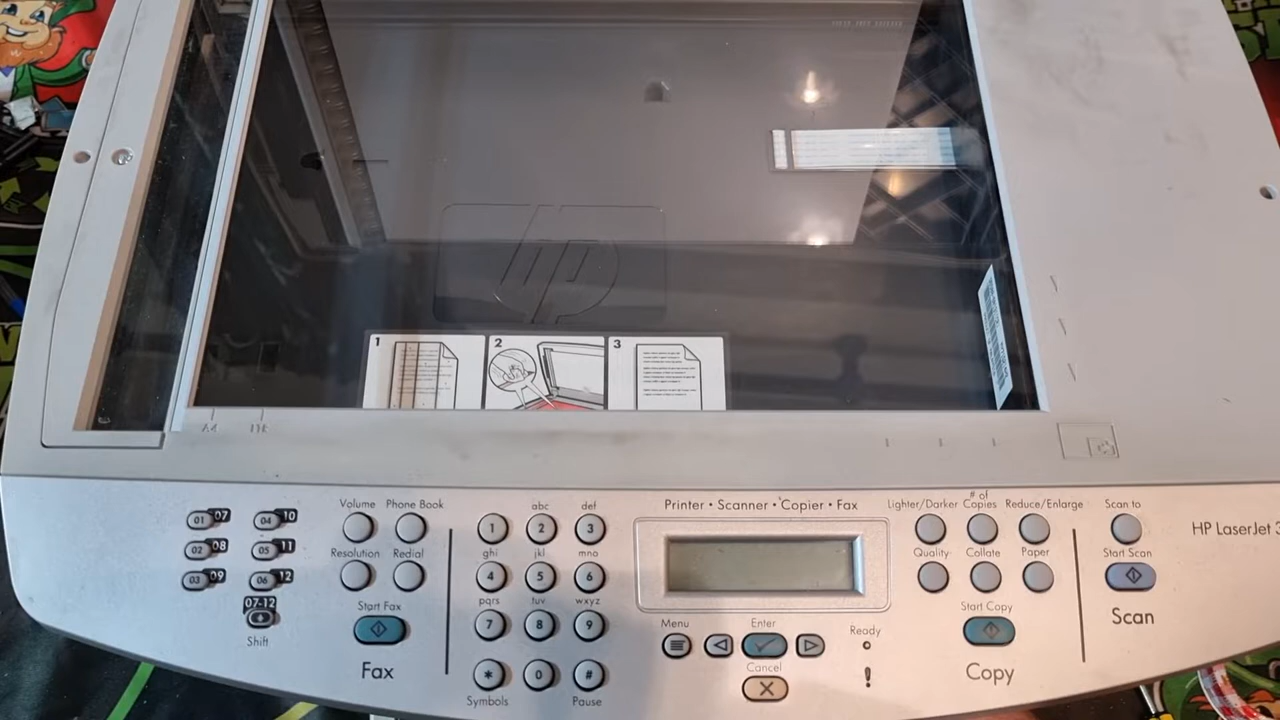 hp
1 2 3
A4
Printer • Scanner • Copier • Fax
Volume Phone Book
Resolution Redial
Start Fax
Fax
01 07 04 10
02 08 05 11
03 09 06 12
07-12
Shift
abc def
1 2 3
ghi jkl mno
4 5 6
pqrs tuv wxyz
7 8 9
* 0 #
Symbols Pause
Menu Enter
Cancel
Ready
!
Lighter/Darker # of Copies Reduce/Enlarge
Quality Collate Paper
Start Copy
Copy
Scan to
Start Scan
Scan
HP LaserJet 3